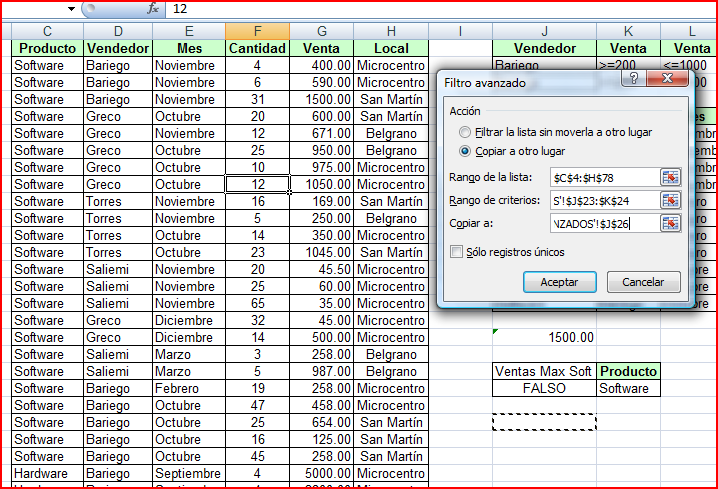 fx 12
C D E F G H I J K L
Producto Vendedor Mes Cantidad Venta Local Vendedor Venta Venta
Software Bariego Noviembre 4 400.00 Microcentro Bariego >=200 <=1000
Software Bariego Noviembre 6 590.00 Microcentro
Software Bariego Noviembre 31 1500.00 San Martín
Software Greco Octubre 20 600.00 San Martín
Software Greco Noviembre 12 671.00 Belgrano
Software Greco Octubre 25 950.00 Belgrano
Software Greco Octubre 10 975.00 Microcentro
Software Greco Octubre 12 1050.00 Microcentro
Software Torres Noviembre 16 169.00 San Martín
Software Torres Noviembre 5 250.00 Belgrano
Software Torres Octubre 14 350.00 Microcentro
Software Torres Octubre 23 1045.00 San Martín
Software Saliemi Noviembre 20 45.50 Microcentro
Software Saliemi Noviembre 25 60.00 Microcentro
Software Saliemi Noviembre 65 35.00 Microcentro
Software Greco Diciembre 32 45.00 Microcentro
Software Greco Diciembre 14 500.00 Microcentro 1500.00
Software Saliemi Marzo 3 258.00 Belgrano
Software Saliemi Marzo 5 987.00 Belgrano Ventas Max Soft Producto
Software Bariego Febrero 19 258.00 Microcentro FALSO Software
Software Bariego Octubre 47 458.00 Microcentro
Software Bariego Octubre 25 654.00 San Martín
Software Bariego Octubre 16 125.00 San Martín
Software Bariego Octubre 45 258.00 San Martín
Hardware Bariego Septiembre 4 5000.00 Microcentro
Filtro avanzado
Acción
Filtrar la lista sin moverla a otro lugar
Copiar a otro lugar
Rango de la lista: $C$4:$H$78
Rango de criterios: S'!$J$23:$K$24
Copiar a: NZADOS'!$J$26
Sólo registros únicos
Aceptar Cancelar